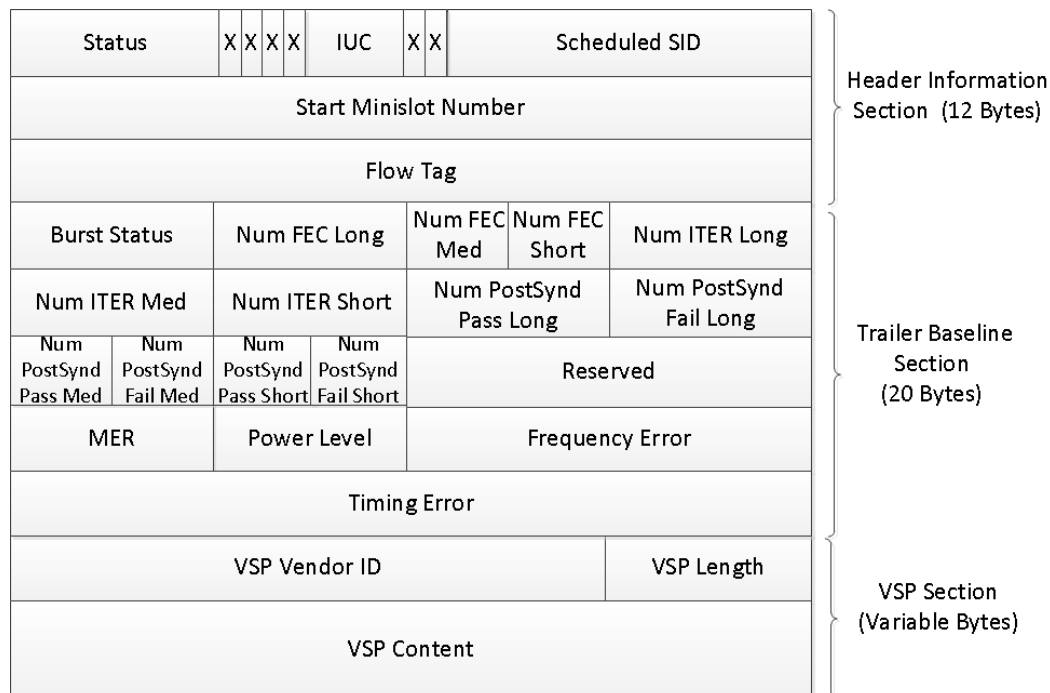 Status
X X X X
IUC
X X
Scheduled SID
Header Information
Section (12 Bytes)
Start Minislot Number
Flow Tag
Burst Status
Num FEC Long
Num FEC
Med
Num FEC
Short
Num ITER Long
Num ITER Med
Num ITER Short
Num PostSynd
Pass Long
Num PostSynd
Fail Long
Trailer Baseline
Section
(20 Bytes)
Num
PostSynd
Pass Med
Num
PostSynd
Fail Med
Num
PostSynd
Pass Short
Num
PostSynd
Fail Short
Reserved
MER
Power Level
Frequency Error
Timing Error
VSP Vendor ID
VSP Length
VSP Section
(Variable Bytes)
VSP Content